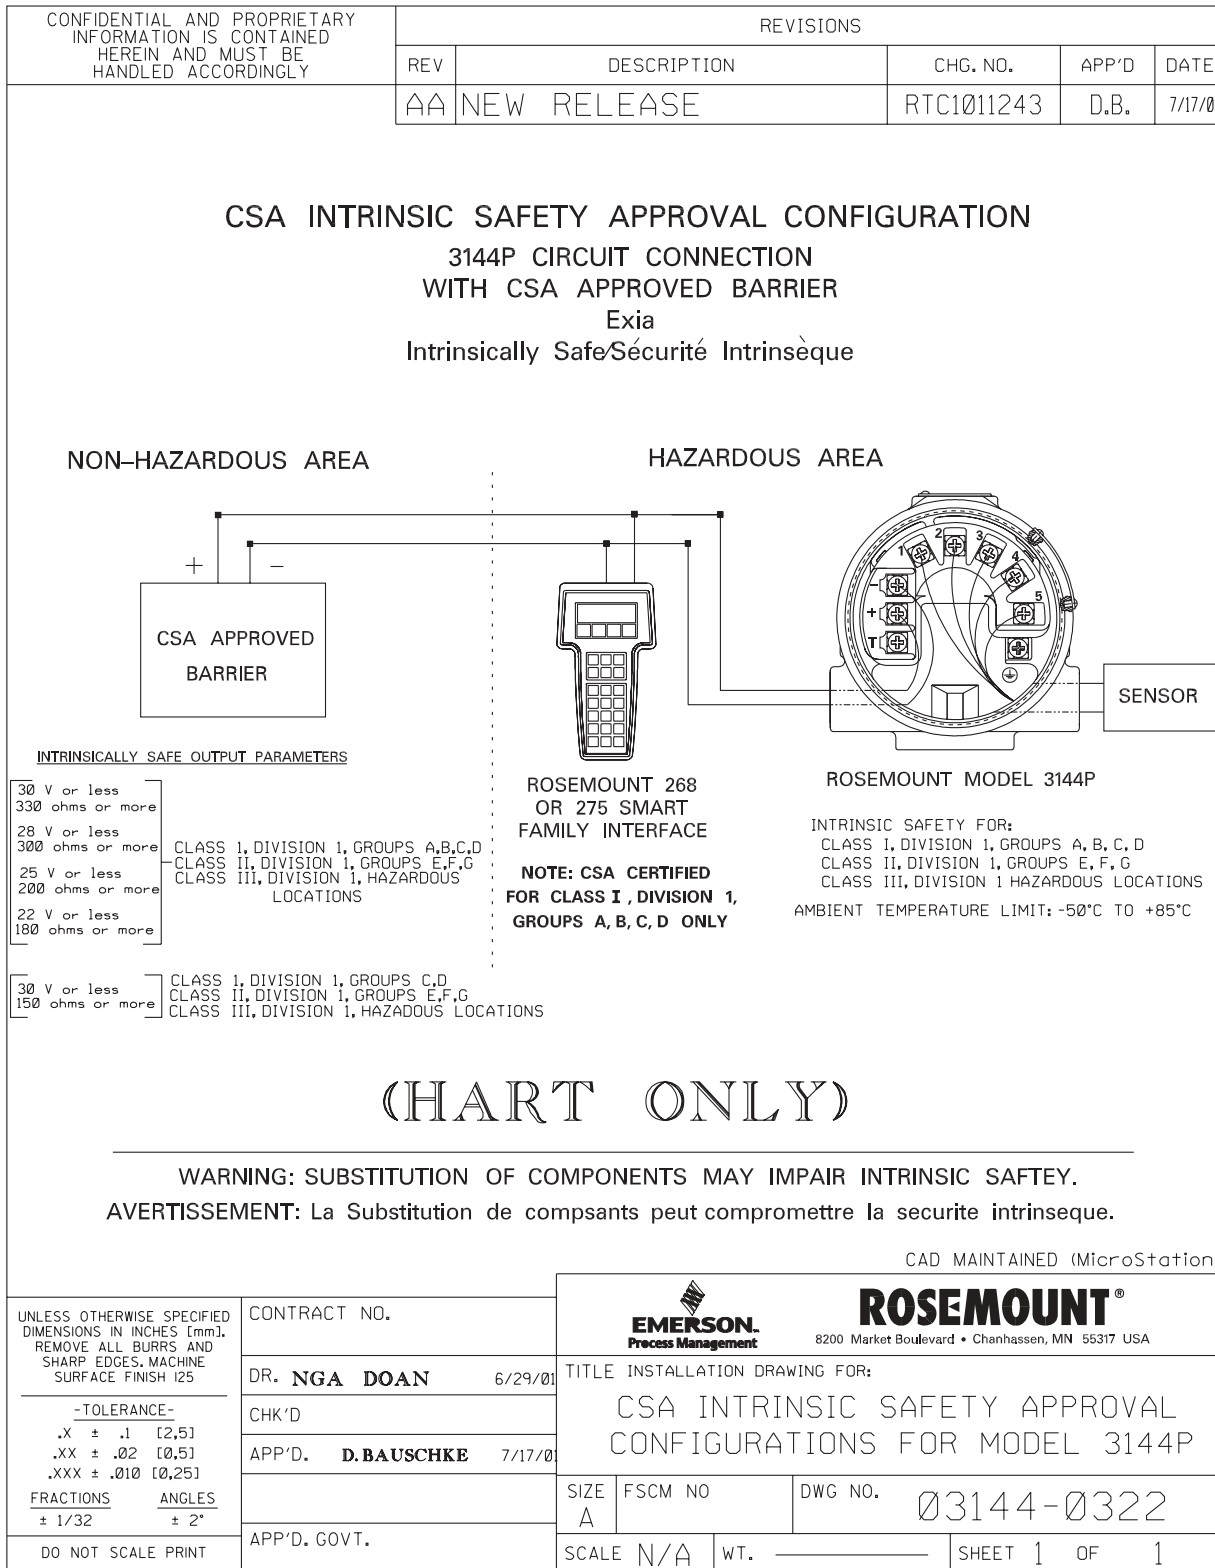 CONFIDENTIAL AND PROPRIETARY
INFORMATION IS CONTAINED
HEREIN AND MUST BE
HANDLED ACCORDINGLY
REVISIONS
REV DESCRIPTION CHG. NO. APP'D DATE
AA NEW RELEASE RTC1011243 D.B. 7/17/0
CSA INTRINSIC SAFETY APPROVAL CONFIGURATION
3144P CIRCUIT CONNECTION
WITH CSA APPROVED BARRIER
Exia
Intrinsically Safe/Sécurité Intrinsèque
NON-HAZARDOUS AREA
HAZARDOUS AREA
+ -
CSA APPROVED
BARRIER
1 2 3 4 5
-
+
T
SENSOR
INTRINSICALLY SAFE OUTPUT PARAMETERS
30 V or less
330 ohms or more
28 V or less
300 ohms or more
25 V or less
200 ohms or more
22 V or less
180 ohms or more
CLASS 1, DIVISION 1, GROUPS A,B,C,D
CLASS II, DIVISION 1, GROUPS E,F,G
CLASS III, DIVISION 1, HAZARDOUS
LOCATIONS
30 V or less
150 ohms or more
CLASS 1, DIVISION 1, GROUPS C,D
CLASS II, DIVISION 1, GROUPS E,F,G
CLASS III, DIVISION 1, HAZADOUS LOCATIONS
ROSEMOUNT 268
OR 275 SMART
FAMILY INTERFACE
NOTE: CSA CERTIFIED
FOR CLASS I , DIVISION 1,
GROUPS A, B, C, D ONLY
ROSEMOUNT MODEL 3144P
INTRINSIC SAFETY FOR:
CLASS I, DIVISION 1, GROUPS A, B, C, D
CLASS II, DIVISION 1, GROUPS E, F, G
CLASS III, DIVISION 1 HAZARDOUS LOCATIONS
AMBIENT TEMPERATURE LIMIT: -50°C TO +85°C
(HART ONLY)
WARNING: SUBSTITUTION OF COMPONENTS MAY IMPAIR INTRINSIC SAFTEY.
AVERTISSEMENT: La Substitution de compsants peut compromettre la securite intrinseque.
CAD MAINTAINED (MicroStation
UNLESS OTHERWISE SPECIFIED
DIMENSIONS IN INCHES [mm].
REMOVE ALL BURRS AND
SHARP EDGES. MACHINE
SURFACE FINISH 125
-TOLERANCE-
.X ± .1 [2,5]
.XX ± .02 [0,5]
.XXX ± .010 [0,25]
FRACTIONS ANGLES
± 1/32 ± 2°
DO NOT SCALE PRINT
CONTRACT NO.
DR. NGA DOAN 6/29/01
CHK'D
APP'D. D. BAUSCHKE 7/17/01
APP'D. GOVT.
EMERSON.
Process Management
ROSEMOUNT®
8200 Market Boulevard • Chanhassen, MN 55317 USA
TITLE INSTALLATION DRAWING FOR:
CSA INTRINSIC SAFETY APPROVAL
CONFIGURATIONS FOR MODEL 3144P
SIZE A FSCM NO DWG NO. 03144-0322
SCALE N/A WT. SHEET 1 OF 1